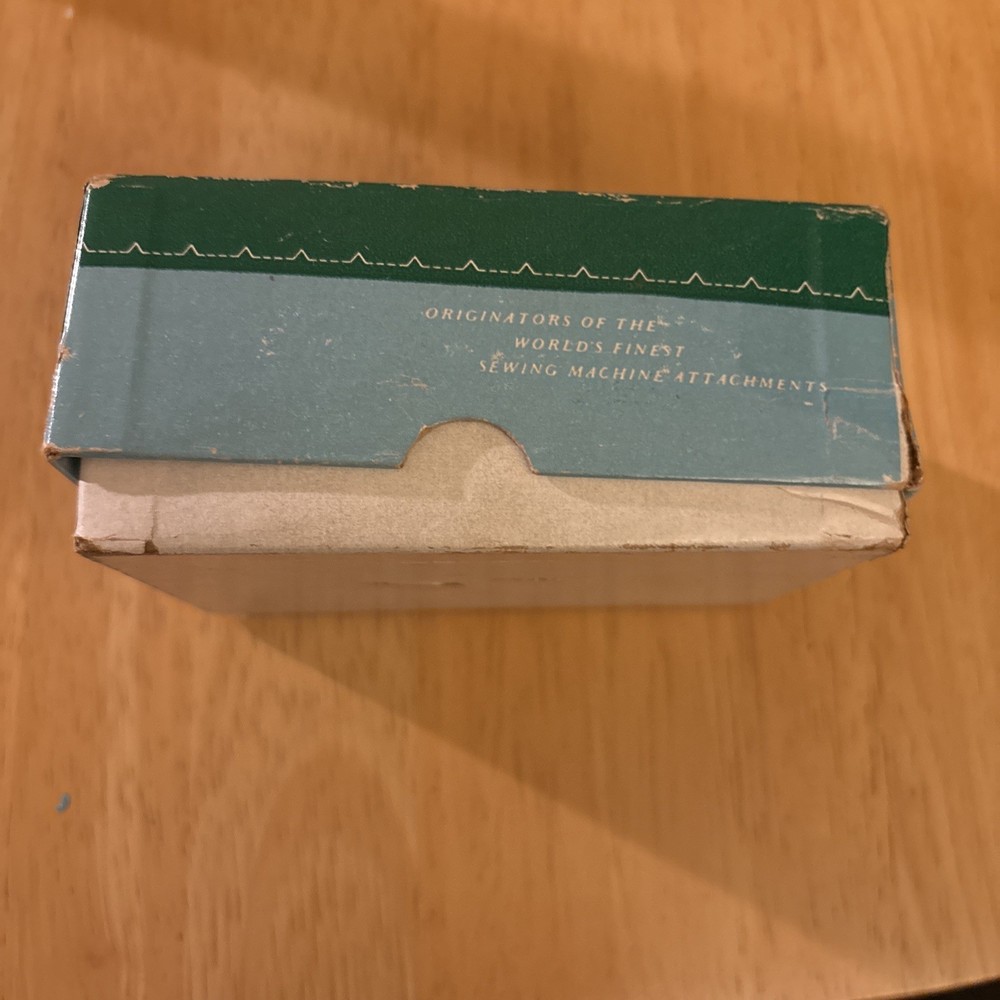 ORIGINATORS OF THE
WORLD'S FINEST
SEWING MACHINE ATTACHMENTS